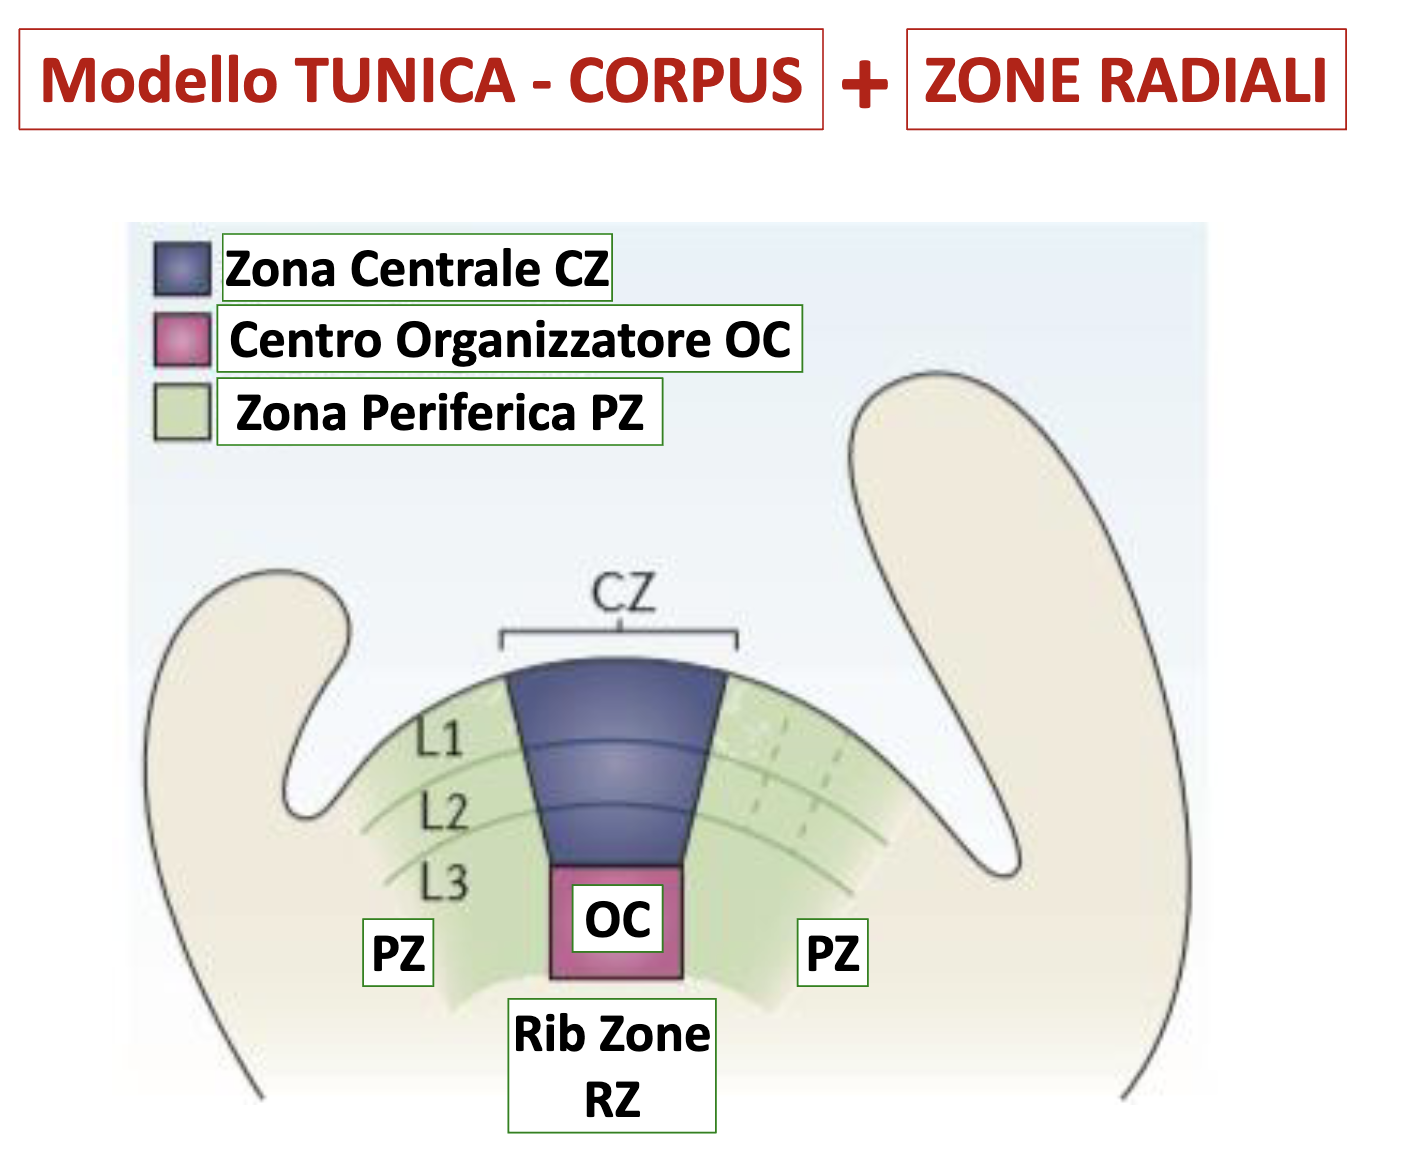 Modello TUNICA - CORPUS + ZONE RADIALI
Zona Centrale CZ
Centro Organizzatore OC
Zona Periferica PZ
CZ
L1
L2
L3
OC
PZ
PZ
Rib Zone
RZ